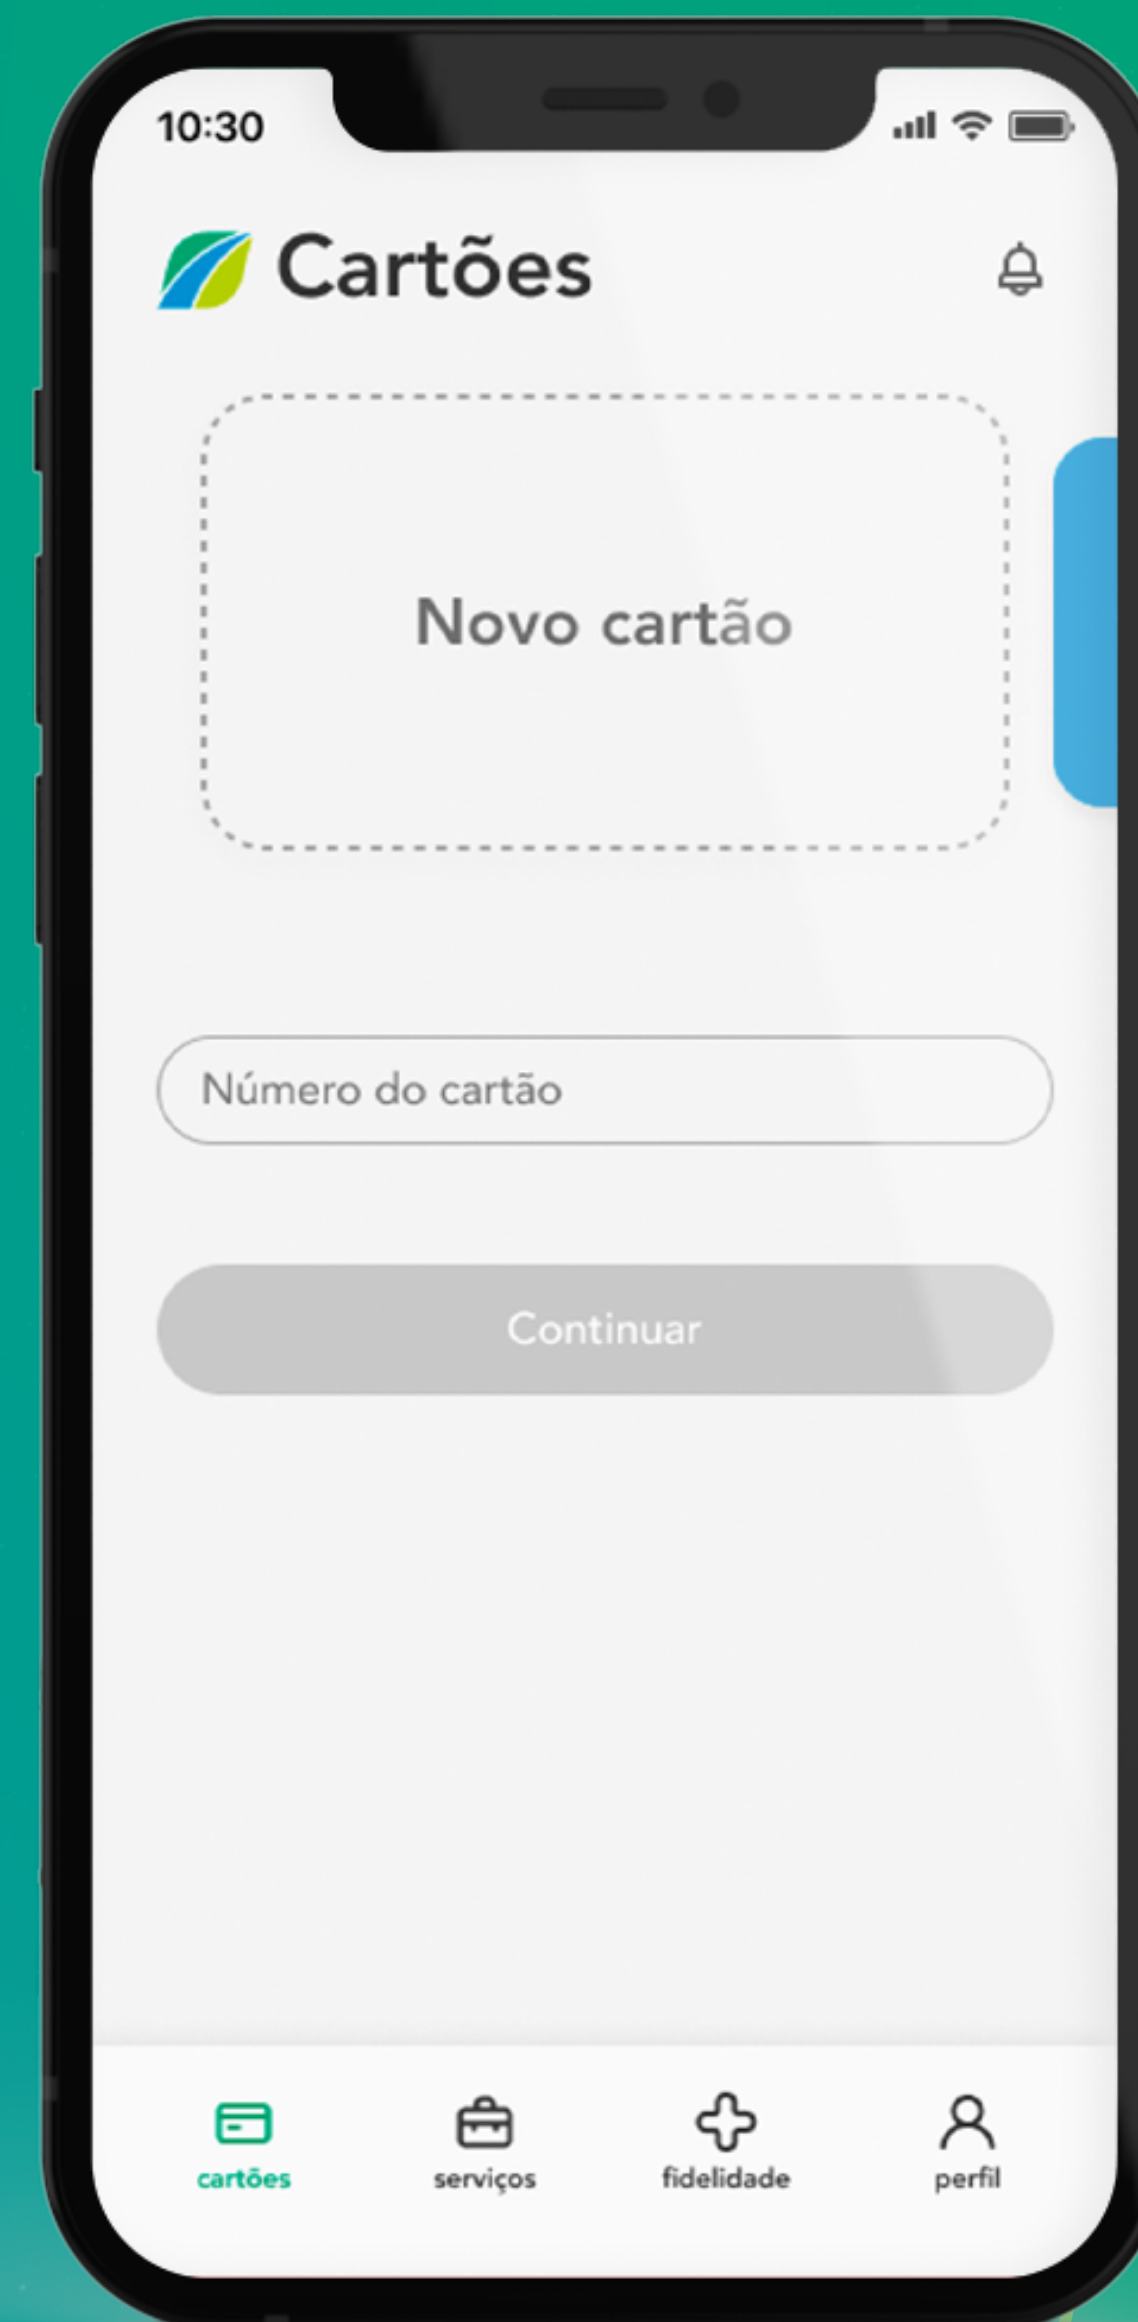 10:30
Cartões
Novo cartão
Número do cartão
Continuar
cartões
serviços
fidelidade
perfil